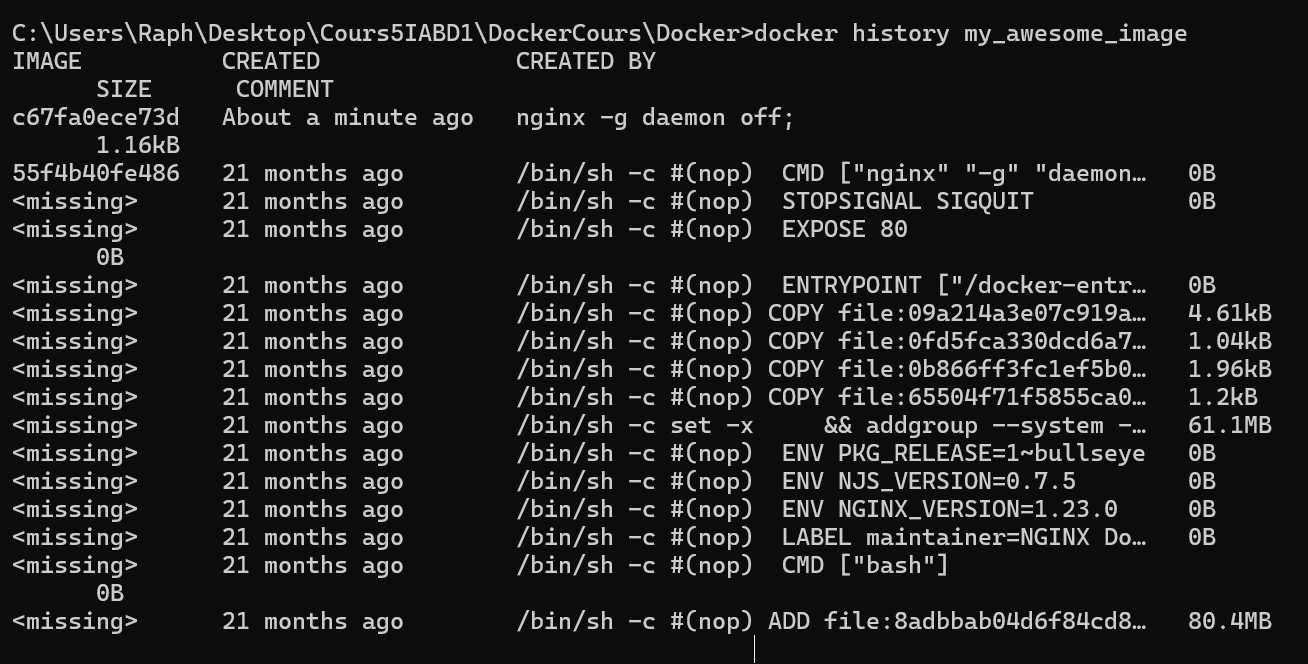 C:\Users\Raph\Desktop\Cours5IABD1\DockerCours\Docker>docker history my_awesome_image
IMAGE          CREATED              CREATED BY
      SIZE      COMMENT
c67fa0ece73d   About a minute ago   nginx -g daemon off;
      1.16kB
55f4b40fe486   21 months ago        /bin/sh -c #(nop)  CMD ["nginx" "-g" "daemon…   0B
<missing>      21 months ago        /bin/sh -c #(nop)  STOPSIGNAL SIGQUIT           0B
<missing>      21 months ago        /bin/sh -c #(nop)  EXPOSE 80
      0B
<missing>      21 months ago        /bin/sh -c #(nop)  ENTRYPOINT ["/docker-entr…   0B
<missing>      21 months ago        /bin/sh -c #(nop) COPY file:09a214a3e07c919a…   4.61kB
<missing>      21 months ago        /bin/sh -c #(nop) COPY file:0fd5fca330dcd6a7…   1.04kB
<missing>      21 months ago        /bin/sh -c #(nop) COPY file:0b866ff3fc1ef5b0…   1.96kB
<missing>      21 months ago        /bin/sh -c #(nop) COPY file:65504f71f5855ca0…   1.2kB
<missing>      21 months ago        /bin/sh -c set -x     && addgroup --system -…   61.1MB
<missing>      21 months ago        /bin/sh -c #(nop)  ENV PKG_RELEASE=1~bullseye   0B
<missing>      21 months ago        /bin/sh -c #(nop)  ENV NJS_VERSION=0.7.5        0B
<missing>      21 months ago        /bin/sh -c #(nop)  ENV NGINX_VERSION=1.23.0     0B
<missing>      21 months ago        /bin/sh -c #(nop)  LABEL maintainer=NGINX Do…   0B
<missing>      21 months ago        /bin/sh -c #(nop)  CMD ["bash"]
      0B
<missing>      21 months ago        /bin/sh -c #(nop) ADD file:8adbbab04d6f84cd8…   80.4MB